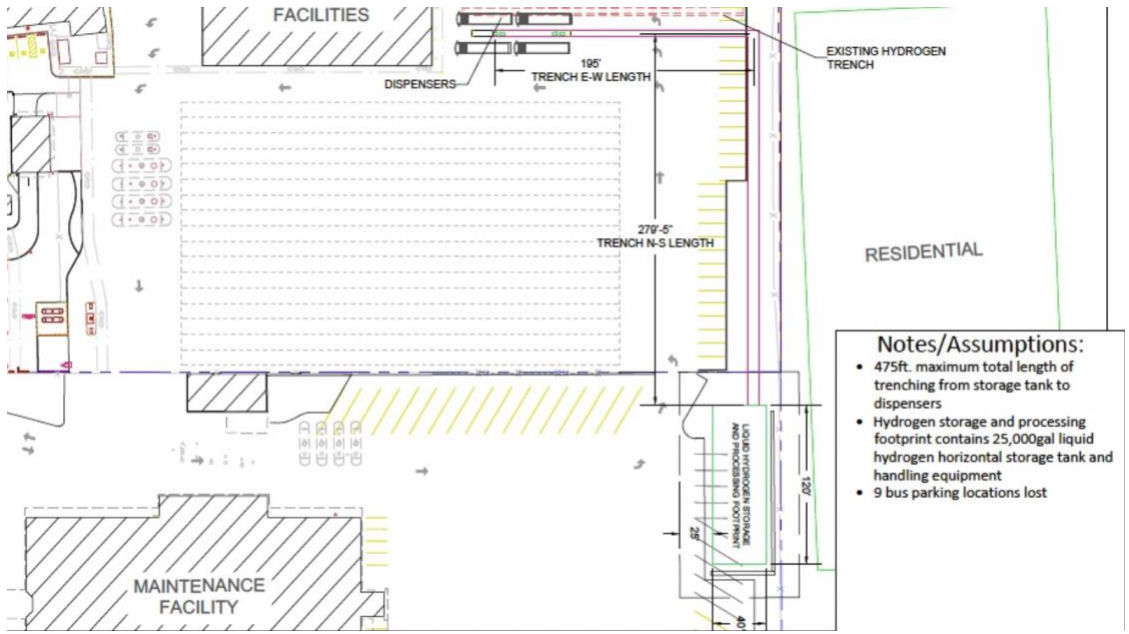 FACILITIES
DISPENSERS
195'
TRENCH E-W LENGTH
EXISTING HYDROGEN
TRENCH
279'-5"
TRENCH N-S LENGTH
RESIDENTIAL
Notes/Assumptions:
• 475ft. maximum total length of
trenching from storage tank to
dispensers
• Hydrogen storage and processing
footprint contains 25,000gal liquid
hydrogen horizontal storage tank and
handling equipment
• 9 bus parking locations lost
LIQUID HYDROGEN STORAGE
AND PROCESSING FOOTPRINT
120'
25'
40'
MAINTENANCE
FACILITY